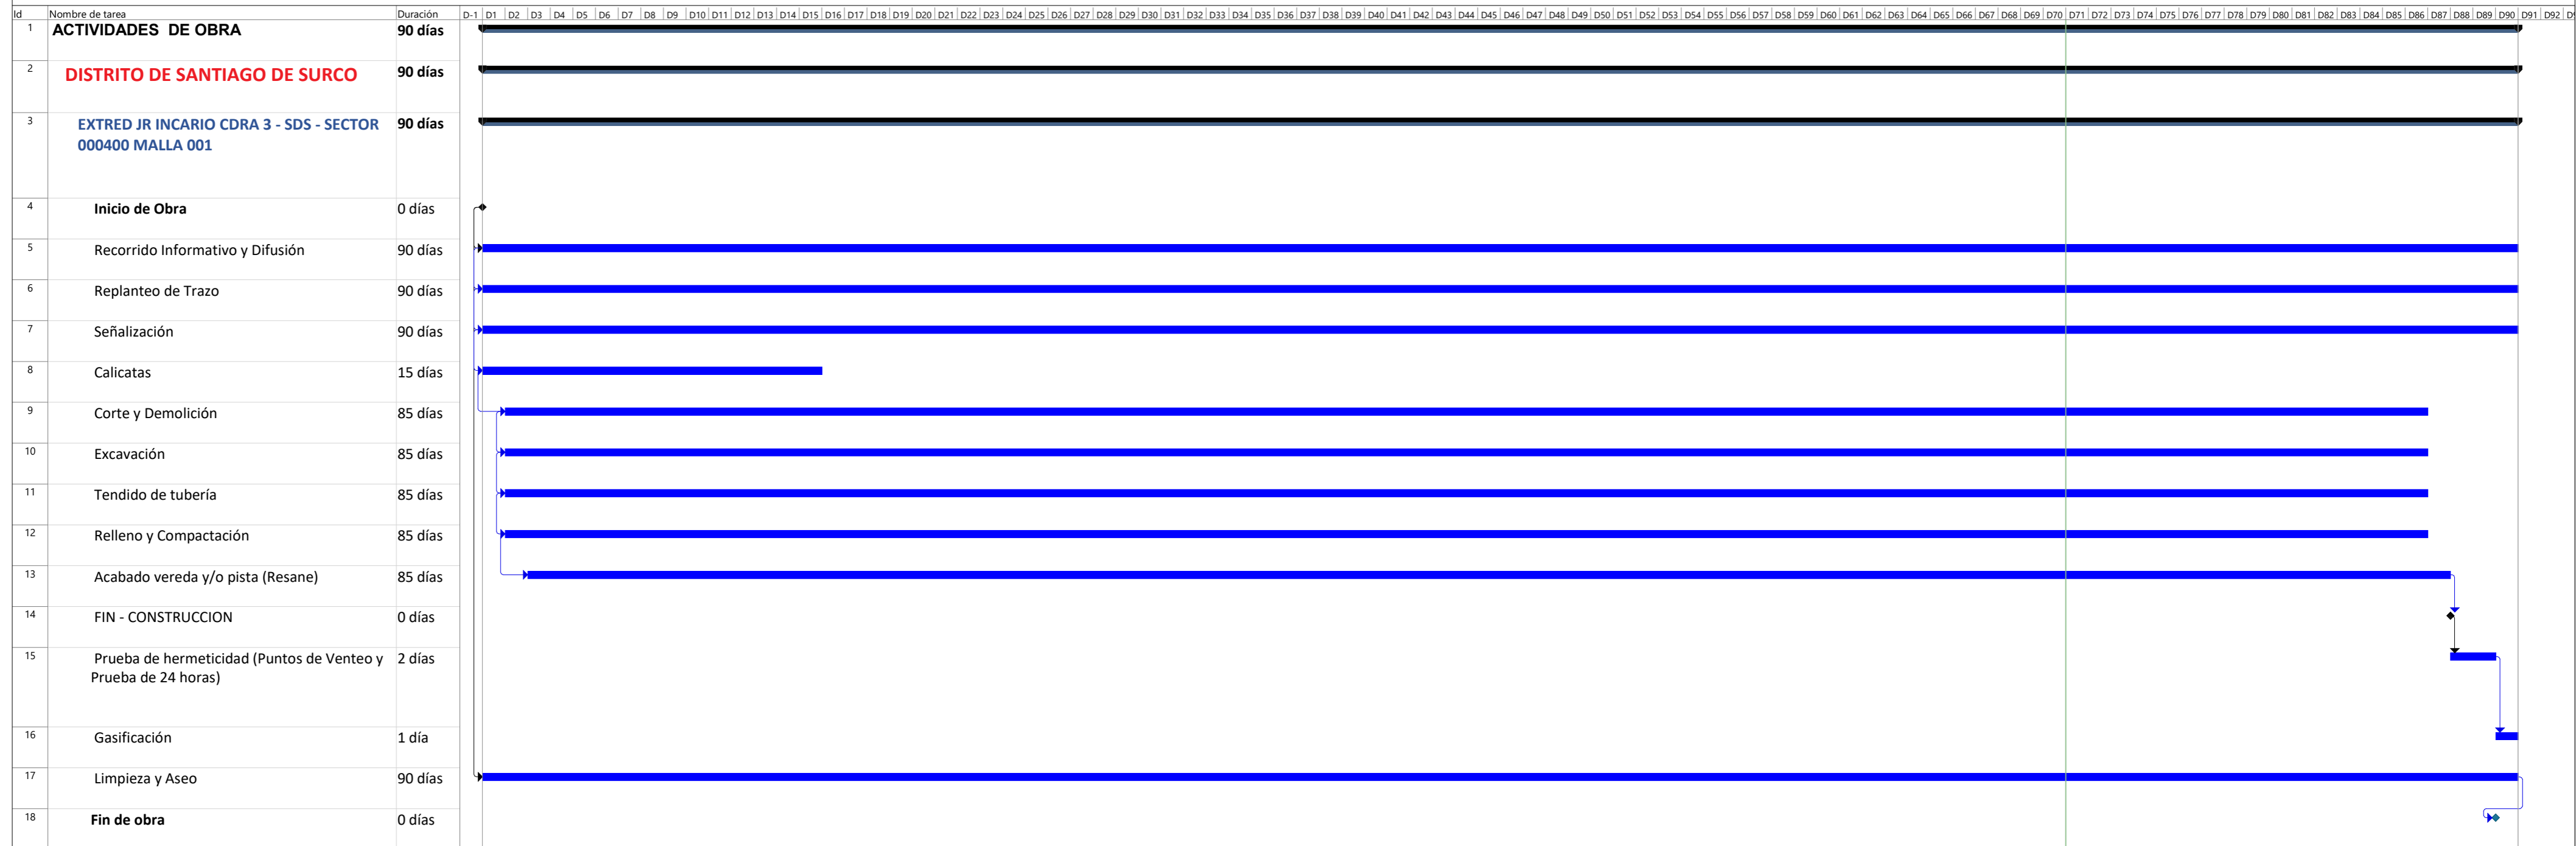 Id Nombre de tarea Duración D-1 D1 D2 D3 D4 D5 D6 D7 D8 D9 D10 D11 D12 D13 D14 D15 D16 D17 D18 D19 D20 D21 D22 D23 D24 D25 D26 D27 D28 D29 D30 D31 D32 D33 D34 D35 D36 D37 D38 D39 D40 D41 D42 D43 D44 D45 D46 D47 D48 D49 D50 D51 D52 D53 D54 D55 D56 D57 D58 D59 D60 D61 D62 D63 D64 D65 D66 D67 D68 D69 D70 D71 D72 D73 D74 D75 D76 D77 D78 D79 D80 D81 D82 D83 D84 D85 D86 D87 D88 D89 D90 D91 D92
1 ACTIVIDADES DE OBRA 90 días
2 DISTRITO DE SANTIAGO DE SURCO 90 días
3 EXTRED JR INCARIO CDRA 3 - SDS - SECTOR 90 días
000400 MALLA 001
4 Inicio de Obra 0 días
5 Recorrido Informativo y Difusión 90 días
6 Replanteo de Trazo 90 días
7 Señalización 90 días
8 Calicatas 15 días
9 Corte y Demolición 85 días
10 Excavación 85 días
11 Tendido de tubería 85 días
12 Relleno y Compactación 85 días
13 Acabado vereda y/o pista (Resane) 85 días
14 FIN - CONSTRUCCION 0 días
15 Prueba de hermeticidad (Puntos de Venteo y 2 días
Prueba de 24 horas)
16 Gasificación 1 día
17 Limpieza y Aseo 90 días
18 Fin de obra 0 días